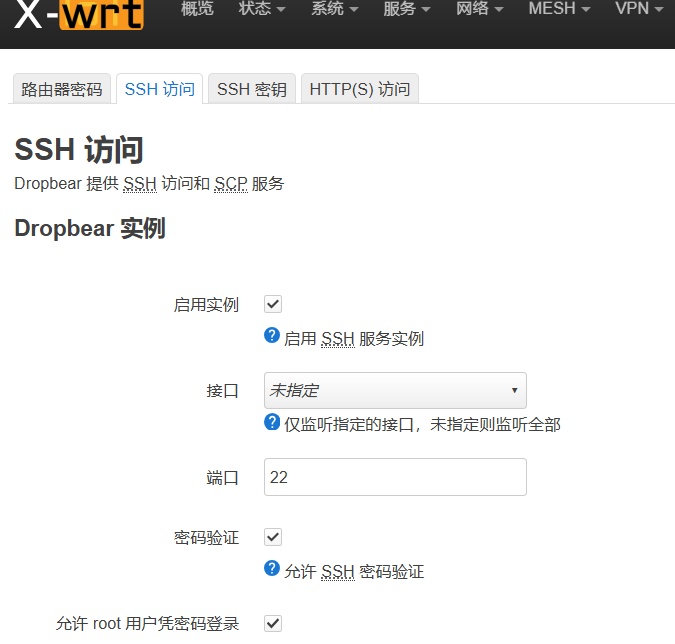 X-wrt 概览 状态 系统 服务 网络 MESH VPN
路由器密码 SSH 访问 SSH 密钥 HTTP(S) 访问
SSH 访问
Dropbear 提供 SSH 访问和 SCP 服务
Dropbear 实例
启用实例
启用 SSH 服务实例
接口 未指定
仅监听指定的接口，未指定则监听全部
端口 22
密码验证
允许 SSH 密码验证
允许 root 用户凭密码登录